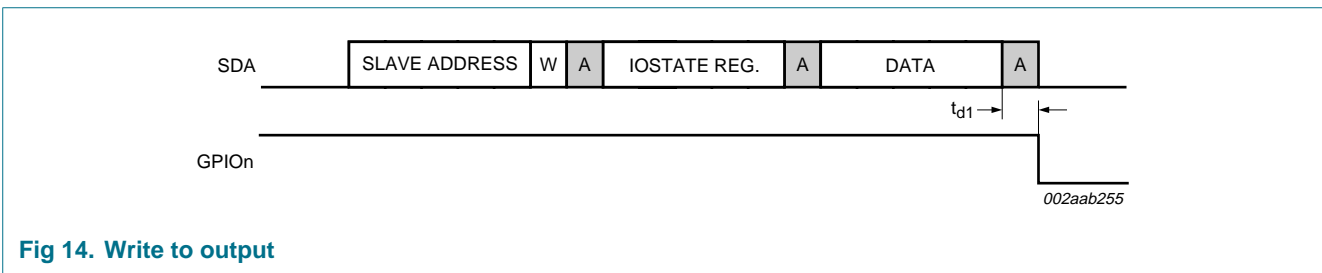 SDA SLAVE ADDRESS W A IOSTATE REG. A DATA A
td1
GPIOn
002aab255
Fig 14. Write to output